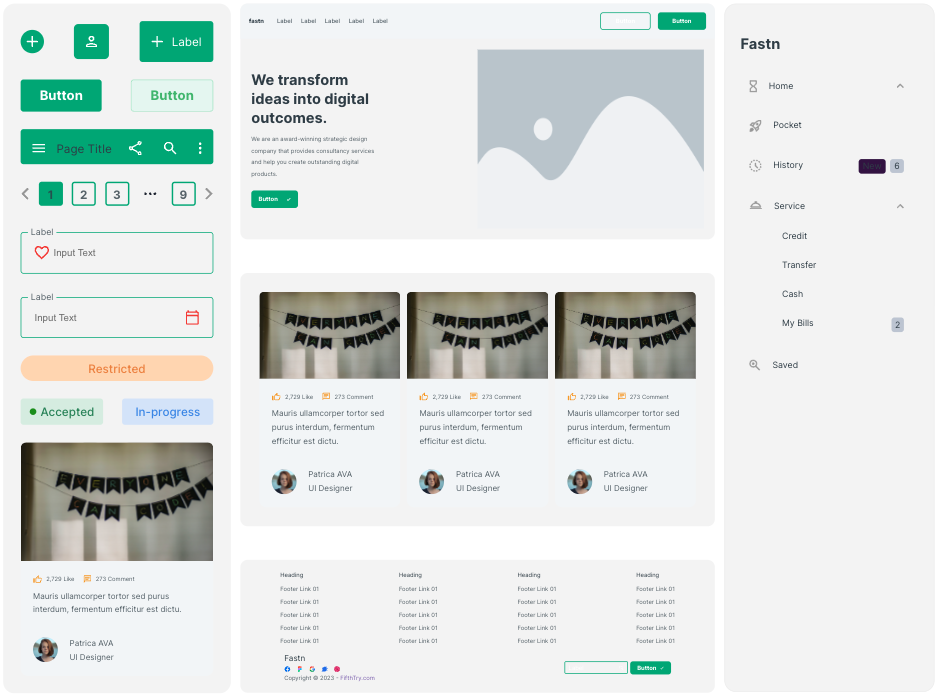 Label
Button
Button
Page Title
1
2
3
•••
9
Label
Input Text
Label
Input Text
Restricted
Accepted
In-progress
2,729 Like
273 Comment
Mauris ullamcorper tortor sed purus
interdum, fermentum efficitur est dictu.
Patrica AVA
UI Designer
fastn
Label
Label
Label
Label
Label
Button
We transform
ideas into digital
outcomes.
We are an award-winning strategic design
company that provides consultancy services
and help you create outstanding digital
products.
Button
2,729 Like
273 Comment
Mauris ullamcorper tortor sed
purus interdum, fermentum
efficitur est dictu.
Patrica AVA
UI Designer
2,729 Like
273 Comment
Mauris ullamcorper tortor sed
purus interdum, fermentum
efficitur est dictu.
Patrica AVA
UI Designer
2,729 Like
273 Comment
Mauris ullamcorper tortor sed
purus interdum, fermentum
efficitur est dictu.
Patrica AVA
UI Designer
Heading
Footer Link 01
Footer Link 01
Footer Link 01
Footer Link 01
Footer Link 01
Heading
Footer Link 01
Footer Link 01
Footer Link 01
Footer Link 01
Footer Link 01
Heading
Footer Link 01
Footer Link 01
Footer Link 01
Footer Link 01
Footer Link 01
Heading
Footer Link 01
Footer Link 01
Footer Link 01
Footer Link 01
Footer Link 01
Fastn
Copyright © 2023 - FifthTry.com
Button
Fastn
Home
Pocket
History
New
6
Service
Credit
Transfer
Cash
My Bills
2
Saved